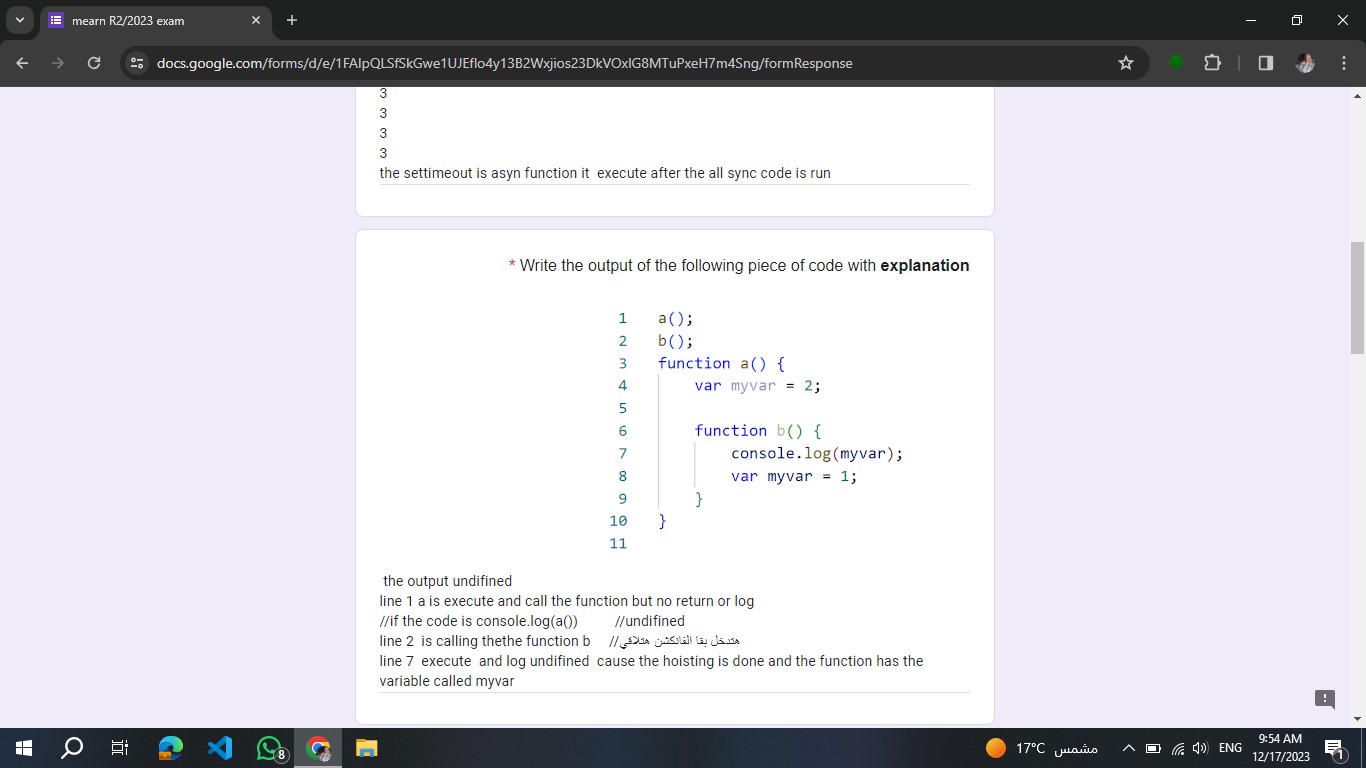 mearn R2/2023 exam
docs.google.com/forms/d/e/1FAIpQLSfSkGwe1UJEflo4y13B2Wxjios23DkVOxlG8MTuPxeH7m4Sng/formResponse
3
3
3
3
the settimeout is asyn function it  execute after the all sync code is run
* Write the output of the following piece of code with explanation
1 a();
2 b();
3 function a() {
4 var myvar = 2;
5
6 function b() {
7 console.log(myvar);
8 var myvar = 1;
9 }
10 }
11
the output undifined
line 1 a is execute and call the function but no return or log
//if the code is console.log(a())          //undifined
line 2  is calling thethe function b     //هتدخل بقا الفانكشن هتلاقي
line 7  execute  and log undifined  cause the hoisting is done and the function has the
variable called myvar
8
17°C مشمس
ENG
9:54 AM
12/17/2023
1